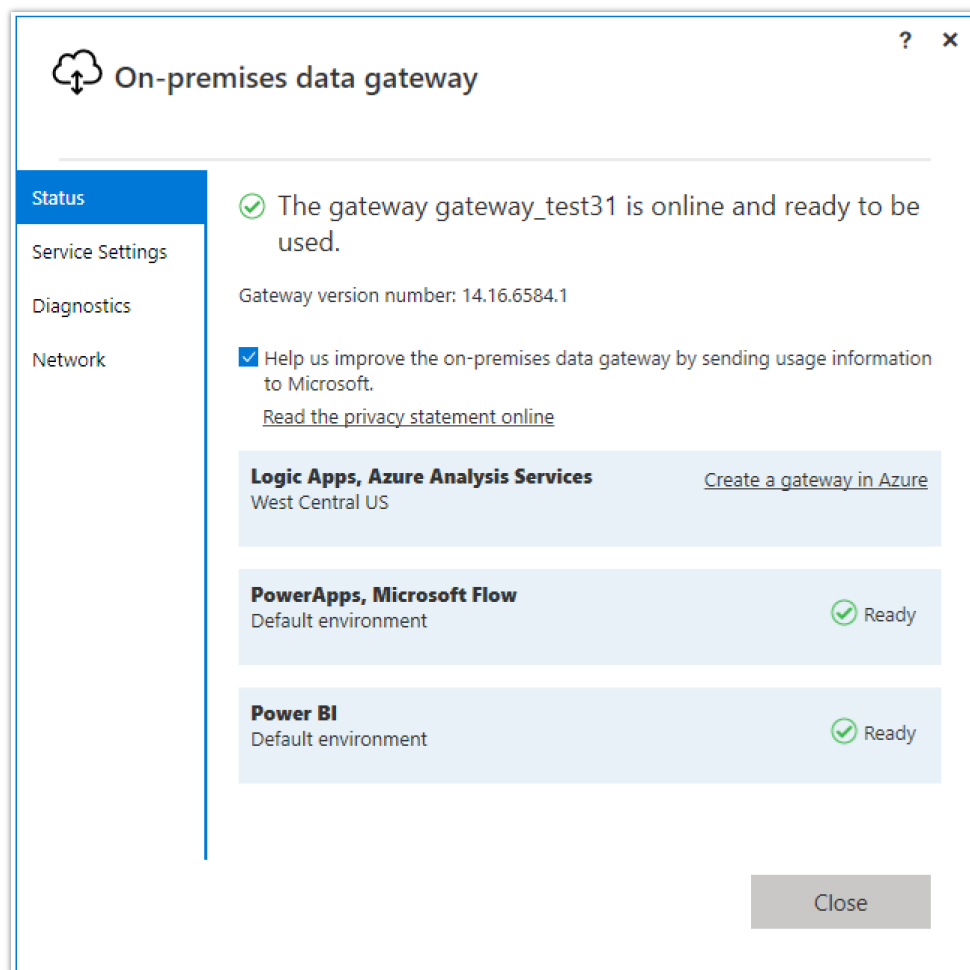 ? ×
On-premises data gateway
Status
Service Settings
Diagnostics
Network
The gateway gateway_test31 is online and ready to be
used.
Gateway version number: 14.16.6584.1
Help us improve the on-premises data gateway by sending usage information
to Microsoft.
Read the privacy statement online
Logic Apps, Azure Analysis Services
Create a gateway in Azure
West Central US
PowerApps, Microsoft Flow
Default environment
Ready
Power BI
Default environment
Ready
Close